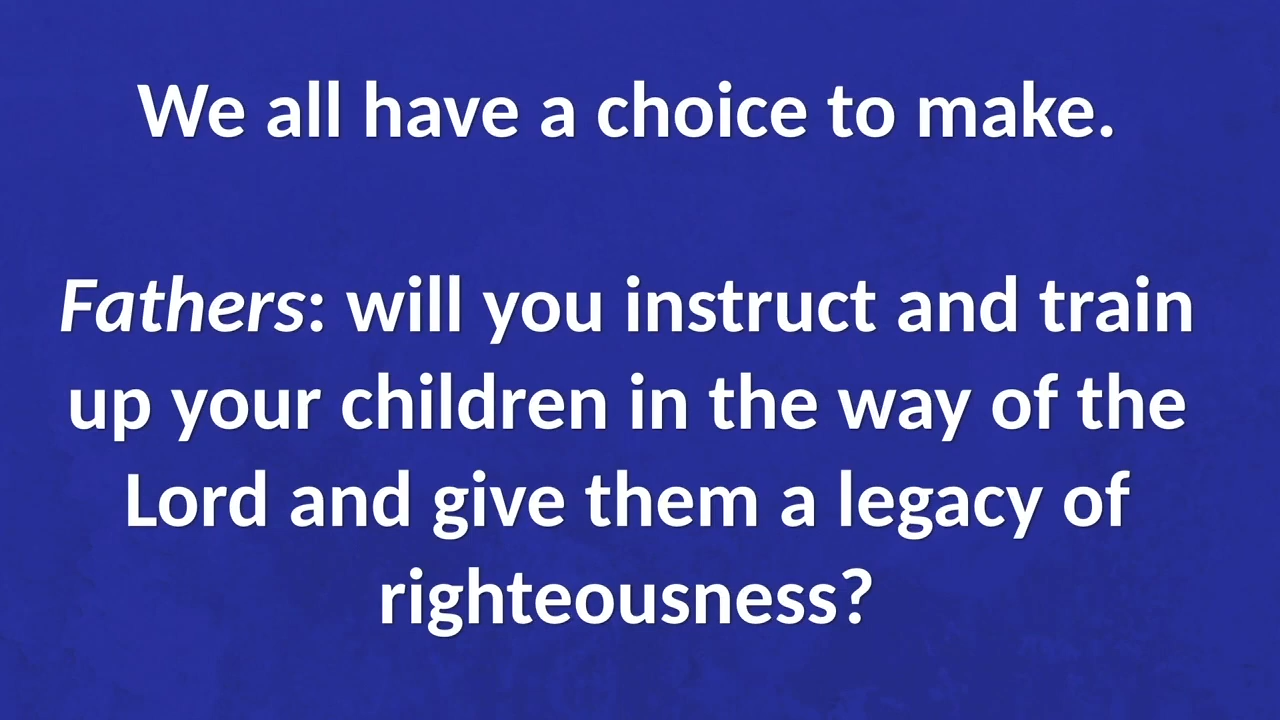 We all have a choice to make.
Fathers: will you instruct and train
up your children in the way of the
Lord and give them a legacy of
righteousness?